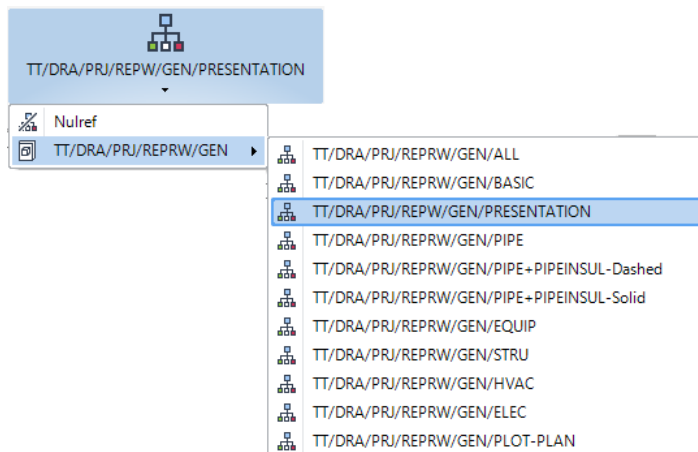 TT/DRA/PRJ/REPW/GEN/PRESENTATION
Nulref
TT/DRA/PRJ/REPRW/GEN
TT/DRA/PRJ/REPRW/GEN/ALL
TT/DRA/PRJ/REPRW/GEN/BASIC
TT/DRA/PRJ/REPW/GEN/PRESENTATION
TT/DRA/PRJ/REPRW/GEN/PIPE
TT/DRA/PRJ/REPRW/GEN/PIPE+PIPEINSUL-Dashed
TT/DRA/PRJ/REPRW/GEN/PIPE+PIPEINSUL-Solid
TT/DRA/PRJ/REPRW/GEN/EQUIP
TT/DRA/PRJ/REPRW/GEN/STRU
TT/DRA/PRJ/REPRW/GEN/HVAC
TT/DRA/PRJ/REPRW/GEN/ELEC
TT/DRA/PRJ/REPRW/GEN/PLOT-PLAN